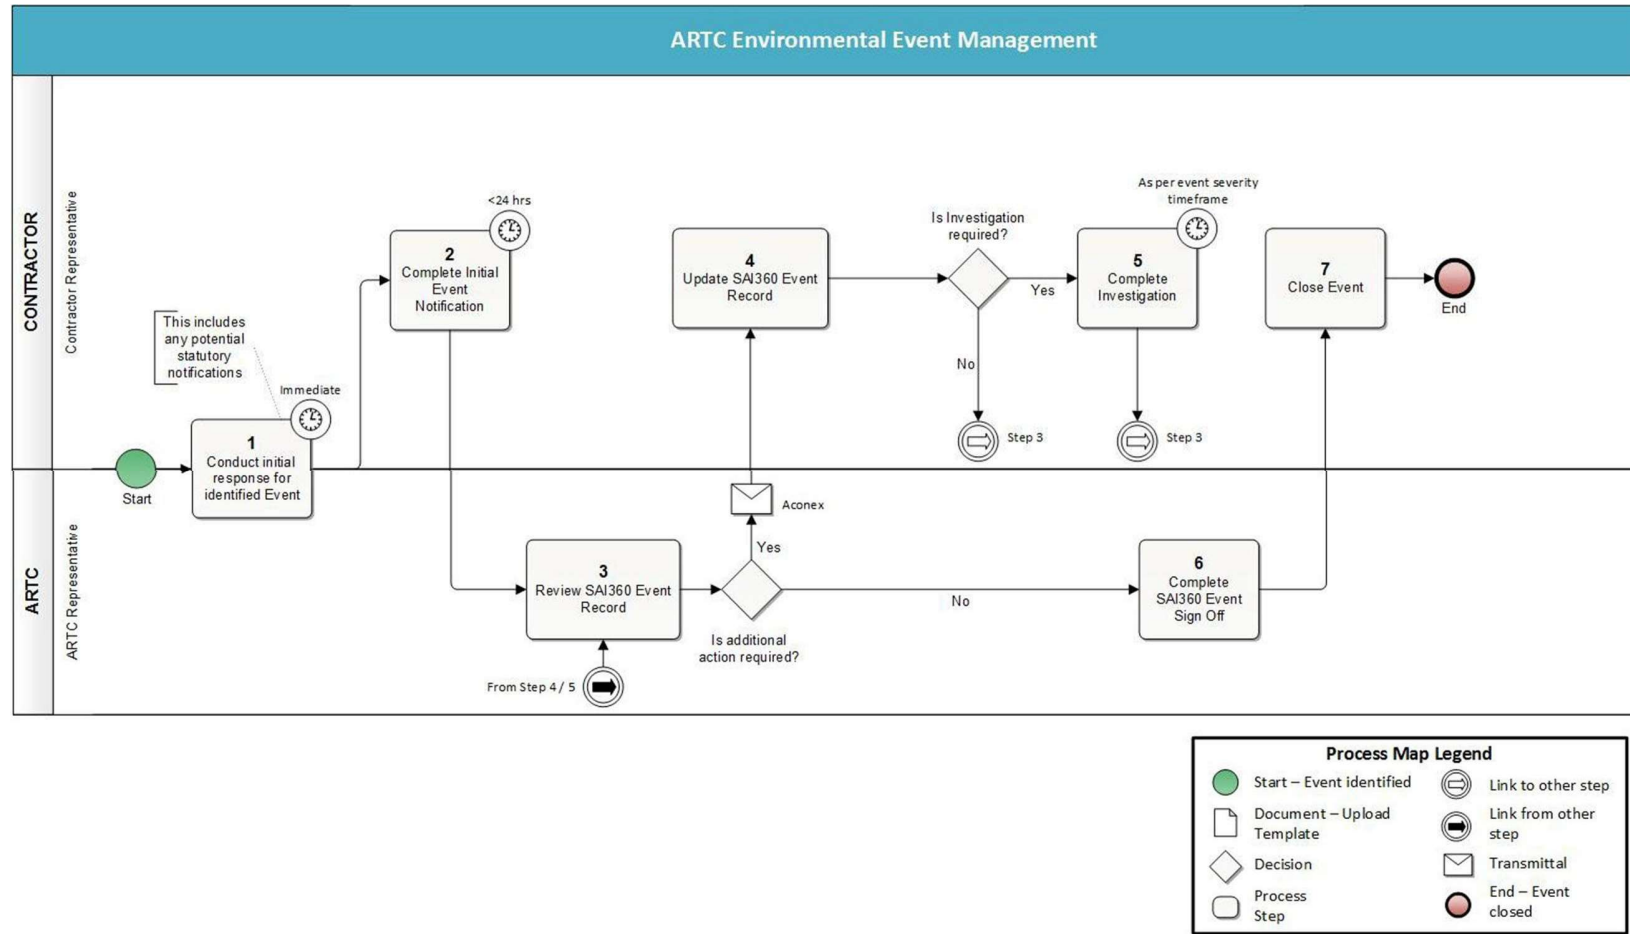 ARTC Environmental Event Management
CONTRACTOR
Contractor Representative
This includes
any potential
statutory
notifications
Immediate
1
Conduct initial
response for
identified Event
Start
<24 hrs
2
Complete Initial
Event
Notification
4
Update SAI360 Event
Record
Is Investigation
required?
Yes
No
Step 3
As per event severity
timeframe
5
Complete
Investigation
Step 3
7
Close Event
End
ARTC
ARTC Representative
3
Review SAI360 Event
Record
From Step 4 / 5
Aconex
Yes
Is additional
action required?
No
6
Complete
SAI360 Event
Sign Off
Process Map Legend
Start – Event identified
Document – Upload
Template
Decision
Process
Step
Link to other step
Link from other
step
Transmittal
End – Event
closed